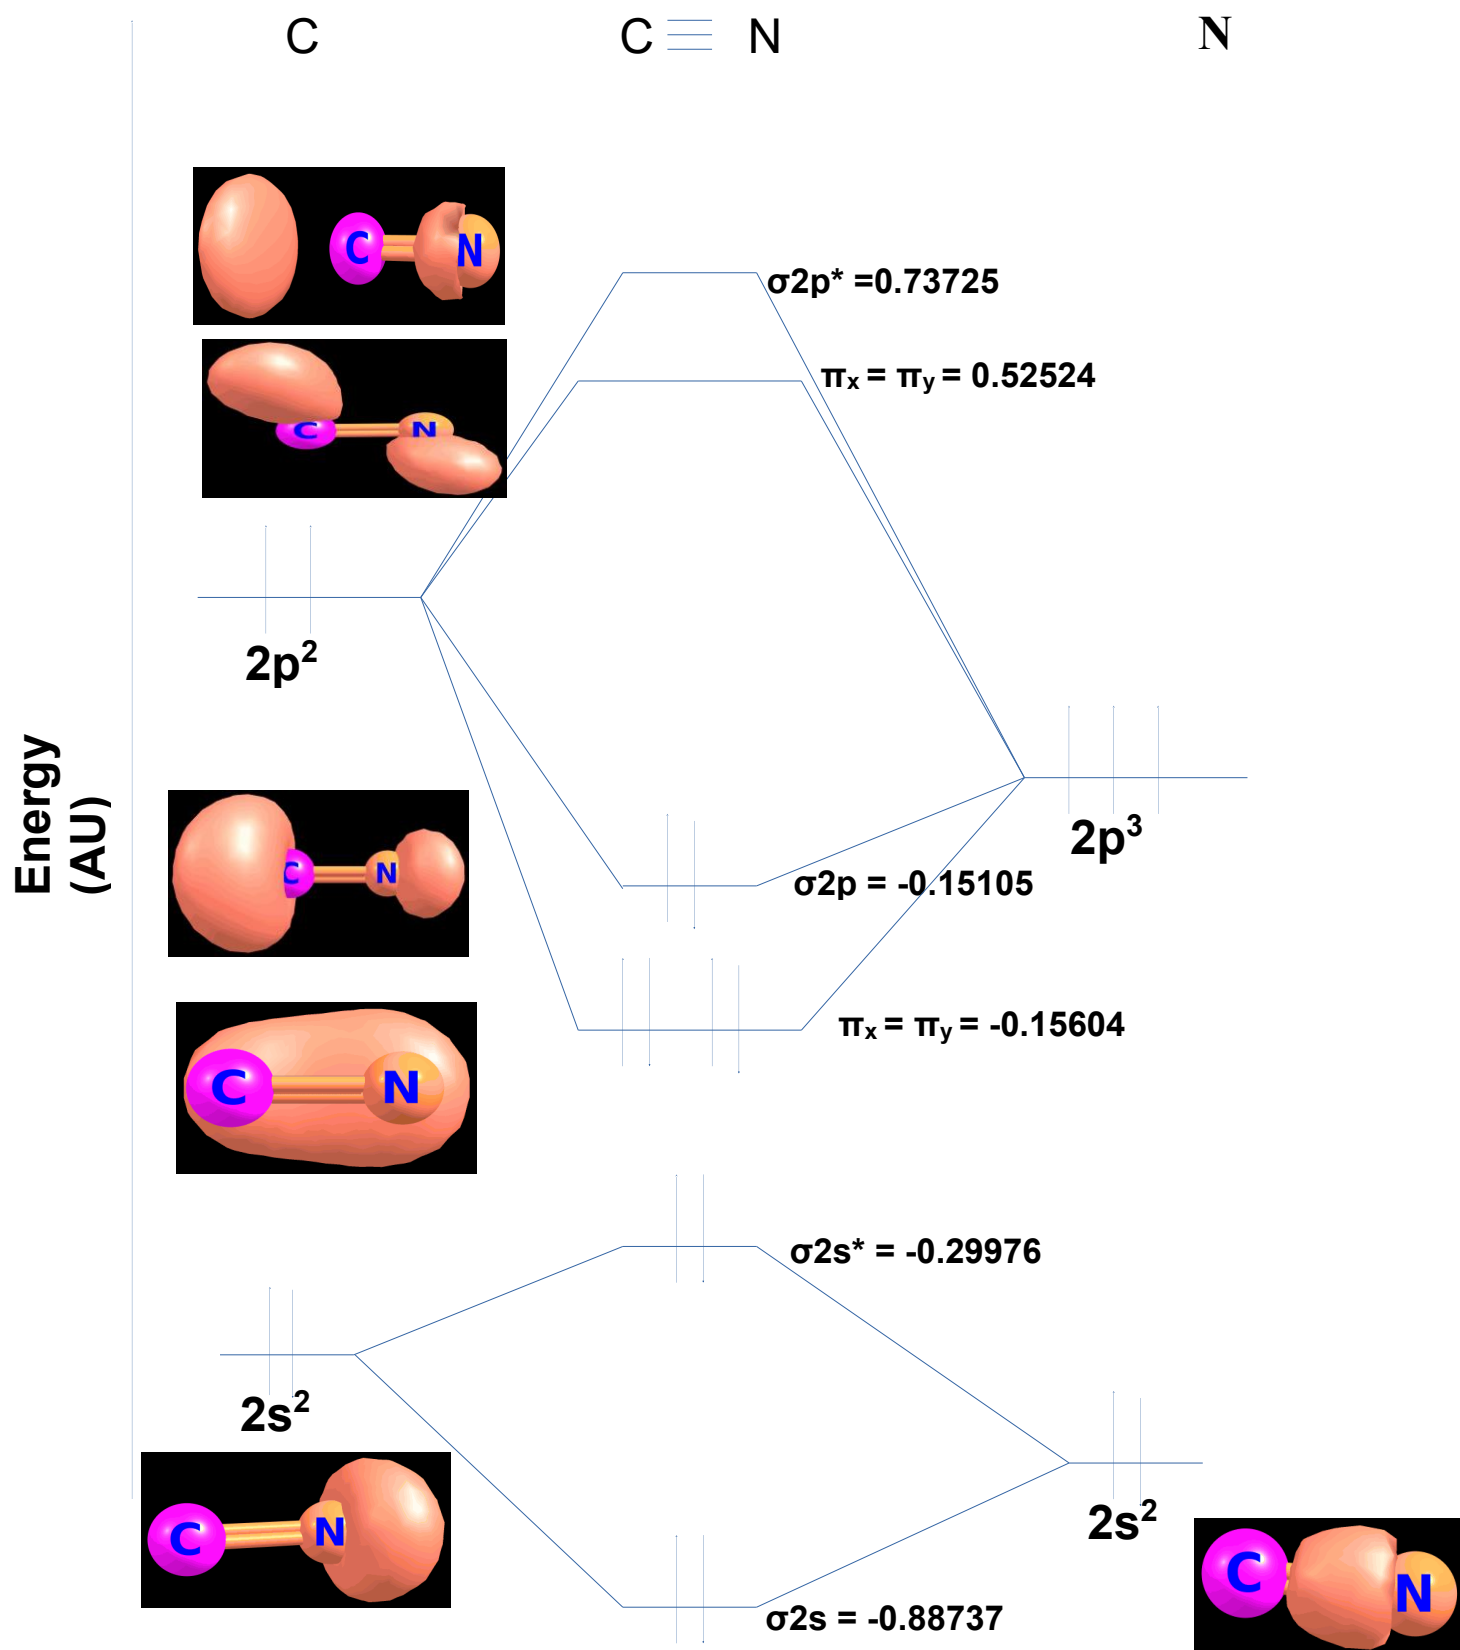 C
C N
N
C N
σ2p* =0.73725
πx = πy = 0.52524
C N
2p²
Energy
(AU)
2p³
C N
σ2p = -0.15105
πx = πy = -0.15604
C N
σ2s* = -0.29976
2s²
2s²
C N
C N
σ2s = -0.88737